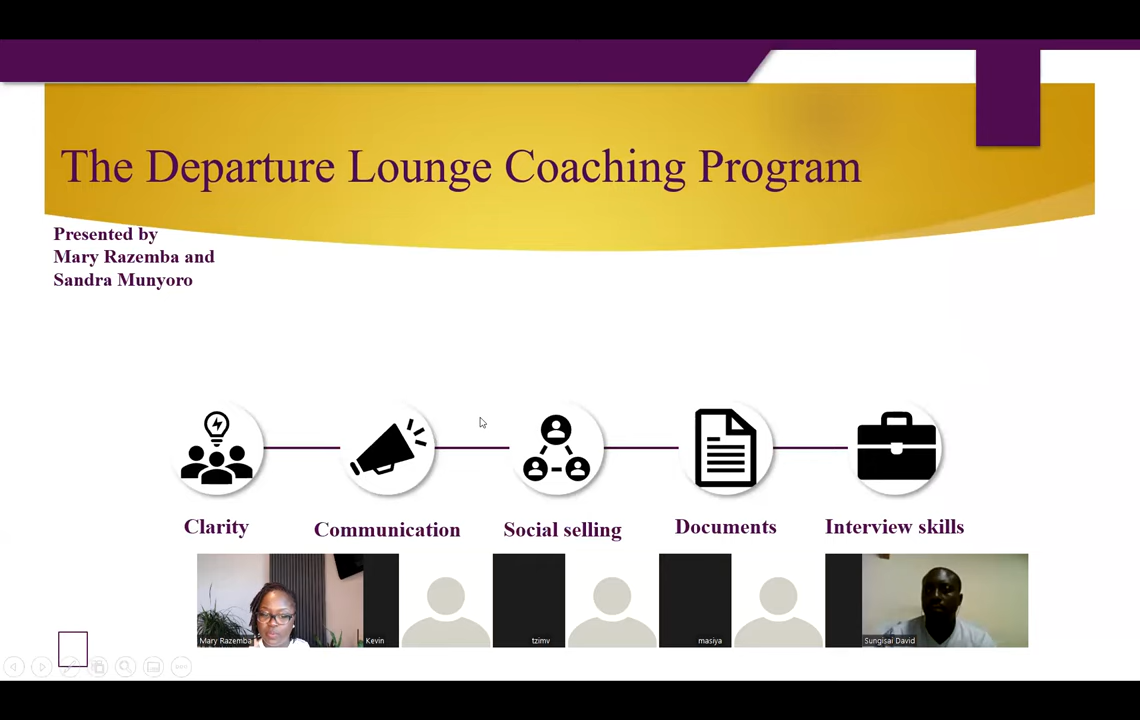 The Departure Lounge Coaching Program
Presented by
Mary Razemba and
Sandra Munyoro
Clarity
Communication
Social selling
Documents
Interview skills
Mary Razemba
Kevin
tzimv
masiya
Sungisai David